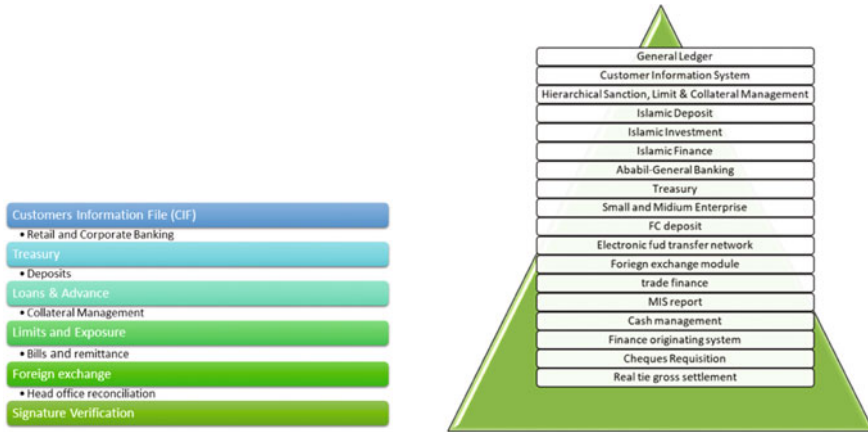 Customers Information File (CIF)
• Retail and Corporate Banking
Treasury
• Deposits
Loans & Advance
• Collateral Management
Limits and Exposure
• Bills and remittance
Foreign exchange
• Head office reconciliation
Signature Verification
General Ledger
Customer Information System
Hierarchical Sanction, Limit & Collateral Management
Islamic Deposit
Islamic Investment
Islamic Finance
Ababil-General Banking
Treasury
Small and Midium Enterprise
FC deposit
Electronic fud transfer network
Foriegn exchange module
trade finance
MIS report
Cash management
Finance originating system
Cheques Requisition
Real tie gross settlement